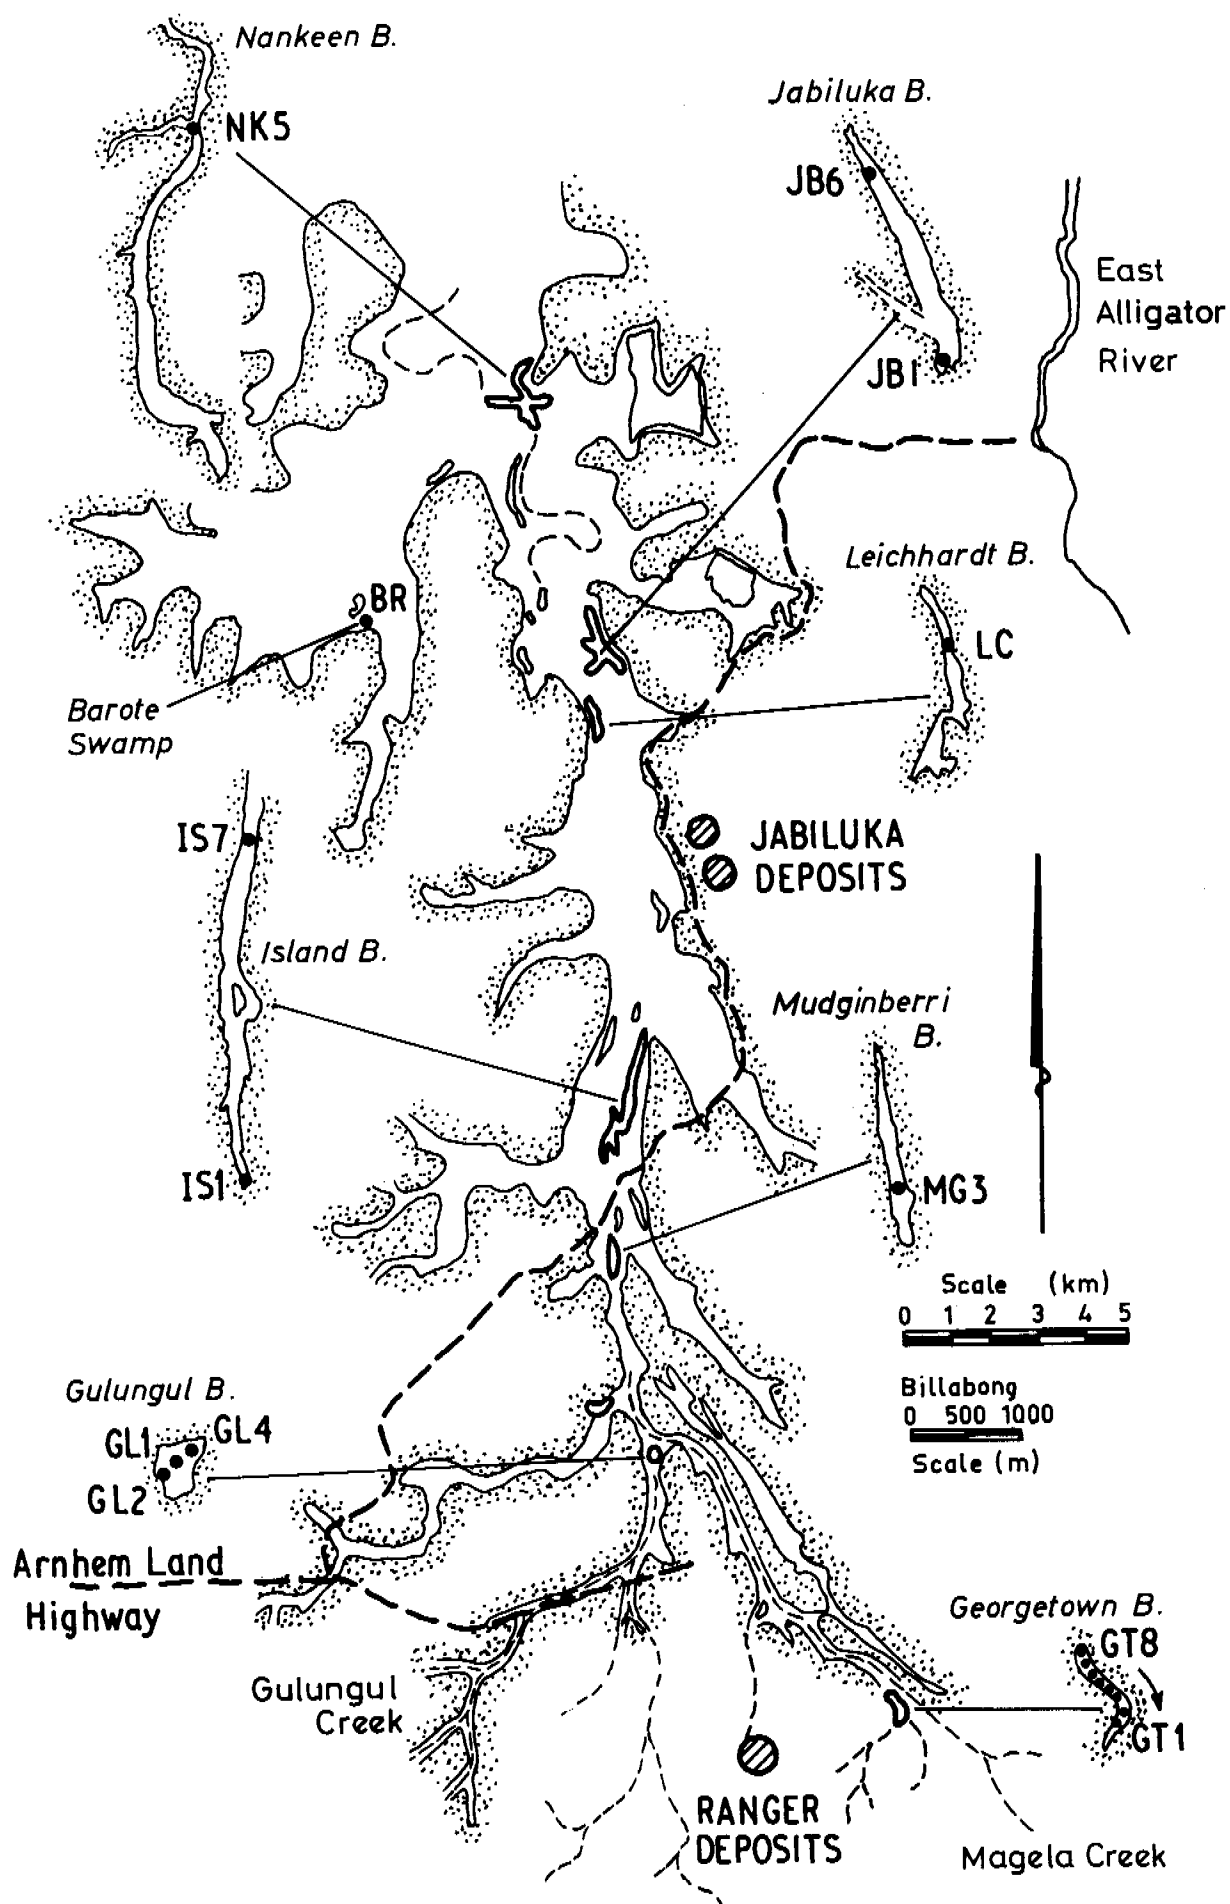 Nankeen B.
NK5
Jabiluka B.
JB6
JB1
East
Alligator
River
Leichhardt B.
LC
BR
Barote
Swamp
IS7
JABILUKA
DEPOSITS
Island B.
Mudginberri
B.
IS1
MG3
Scale (km)
0 1 2 3 4 5
Billabong
0 500 1000
Scale (m)
Gulungul B.
GL1 GL4
GL2
Arnhem Land
Highway
Georgetown B.
GT8
GT1
Gulungul
Creek
RANGER
DEPOSITS
Magela Creek